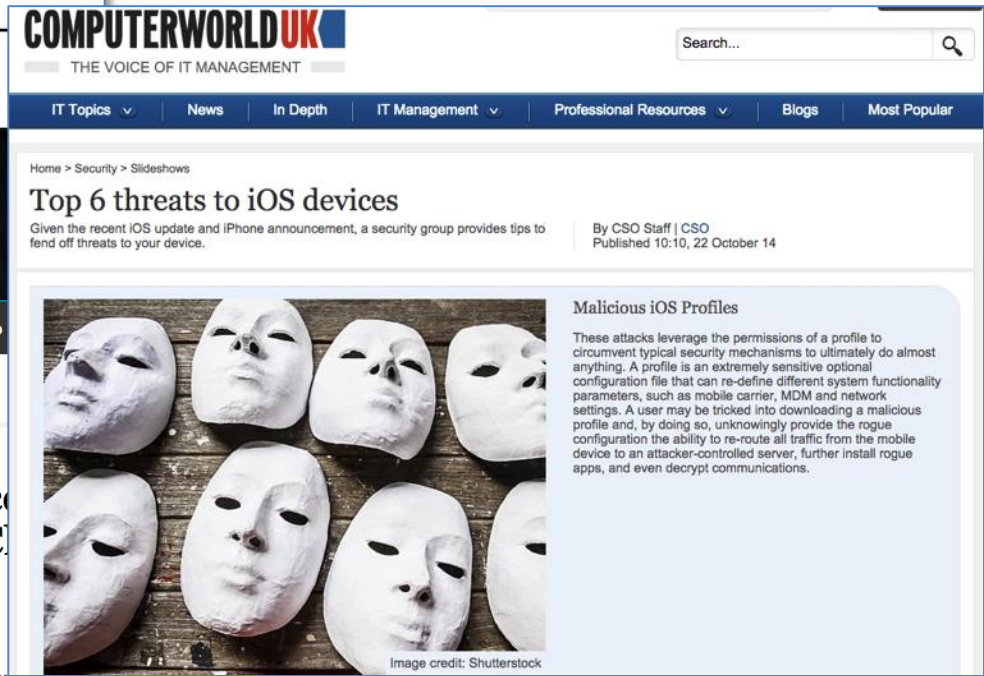 COMPUTERWORLDUK
THE VOICE OF IT MANAGEMENT
Search...
IT Topics
News
In Depth
IT Management
Professional Resources
Blogs
Most Popular
Home > Security > Slideshows
Top 6 threats to iOS devices
Given the recent iOS update and iPhone announcement, a security group provides tips to
fend off threats to your device.
By CSO Staff | CSO
Published 10:10, 22 October 14
Malicious iOS Profiles
These attacks leverage the permissions of a profile to
circumvent typical security mechanisms to ultimately do almost
anything. A profile is an extremely sensitive optional
configuration file that can re-define different system functionality
parameters, such as mobile carrier, MDM and network
settings. A user may be tricked into downloading a malicious
profile and, by doing so, unknowingly provide the rogue
configuration the ability to re-route all traffic from the mobile
device to an attacker-controlled server, further install rogue
apps, and even decrypt communications.
Image credit: Shutterstock